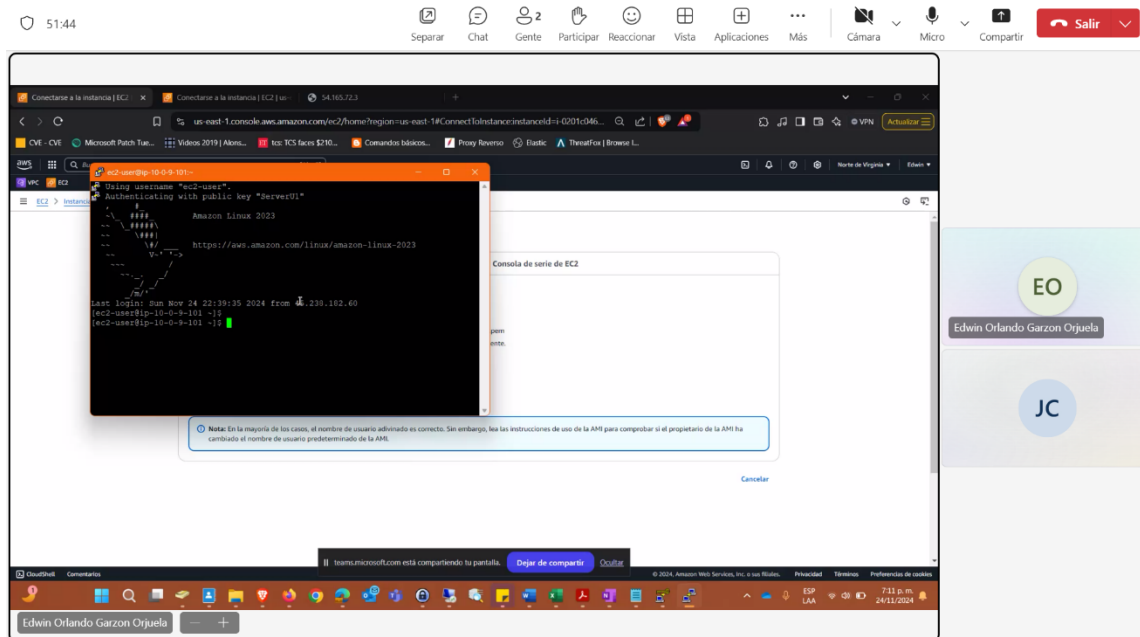 51:44
Separar
Chat
2
Gente
Participar
Reaccionar
Vista
Aplicaciones
Más
Cámara
Micro
Compartir
Salir
Conectarse a la instancia | EC2
Conectarse a la instancia | EC2 | us-
54.165.72.3
us-east-1.console.aws.amazon.com/ec2/home?region=us-east-1#ConnectToInstance:instanceId=i-0201c046...
VPN
Actualizar
CVE - CVE
Microsoft Patch Tue...
Videos 2019 | Alons...
tcs: TCS faces $210...
Comandos básicos...
Proxy Reverso
Elastic
ThreatFox | Browse I...
aws
Norte de Virginia
Edwin
VPC
EC2
EC2 > Instancia
ec2-user@ip-10-0-9-101:~
Using username "ec2-user".
Authenticating with public key "ServerU1"
Amazon Linux 2023
https://aws.amazon.com/linux/amazon-linux-2023
Last login: Sun Nov 24 22:39:35 2024 from .238.182.60
[ec2-user@ip-10-0-9-101 ~]$
[ec2-user@ip-10-0-9-101 ~]$
Consola de serie de EC2
pem
ente.
Nota: En la mayoría de los casos, el nombre de usuario adivinado es correcto. Sin embargo, lea las instrucciones de uso de la AMI para comprobar si el propietario de la AMI ha
cambiado el nombre de usuario predeterminado de la AMI.
Cancelar
EO
Edwin Orlando Garzon Orjuela
JC
teams.microsoft.com está compartiendo tu pantalla.
Dejar de compartir
Ocultar
CloudShell
Comentarios
© 2024, Amazon Web Services, Inc. o sus filiales.
Privacidad
Términos
Preferencias de cookies
ESP
LAA
7:11 p. m.
24/11/2024
Edwin Orlando Garzon Orjuela